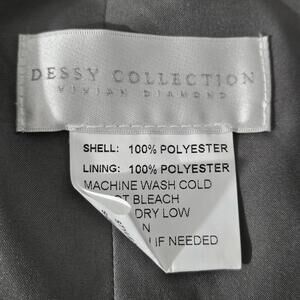 DESSY COLLECTION
VIVIAN DIAMOND
SHELL: 100% POLYESTER
LINING: 100% POLYESTER
MACHINE WASH COLD
BLEACH
DRY LOW
IF NEEDED